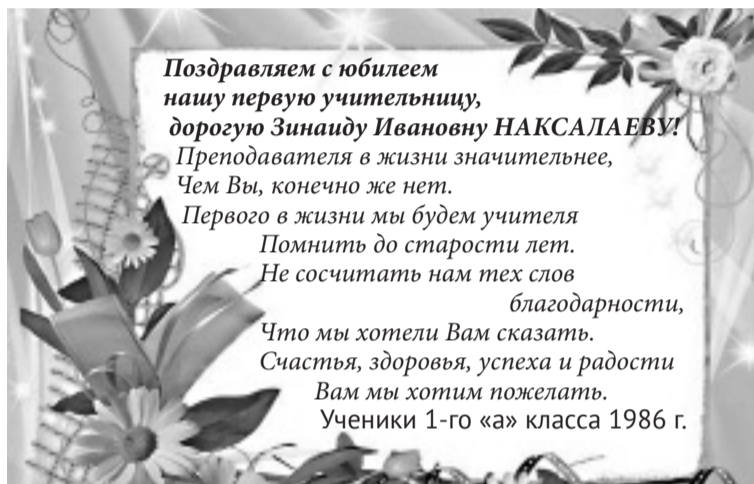 Поздравляем с юбилеем
нашу первую учительницу,
дорогую Зинаиду Ивановну НАКСАЛАЕВУ!
Преподавателя в жизни значительнее,
Чем Вы, конечно же нет.
Первого в жизни мы будем учителя
Помнить до старости лет.
Не сосчитать нам тех слов
благодарности,
Что мы хотели Вам сказать.
Счастья, здоровья, успеха и радости
Вам мы хотим пожелать.
Ученики 1-го «а» класса 1986 г.